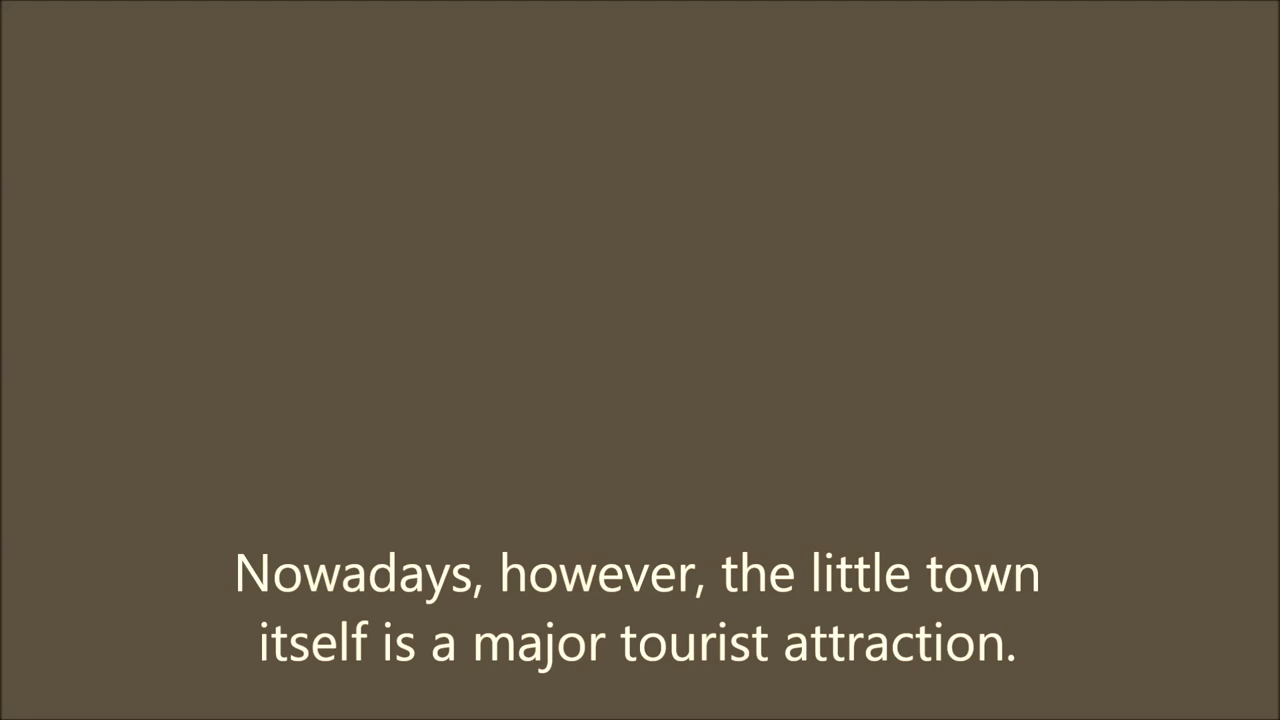 Nowadays, however, the little town
itself is a major tourist attraction.